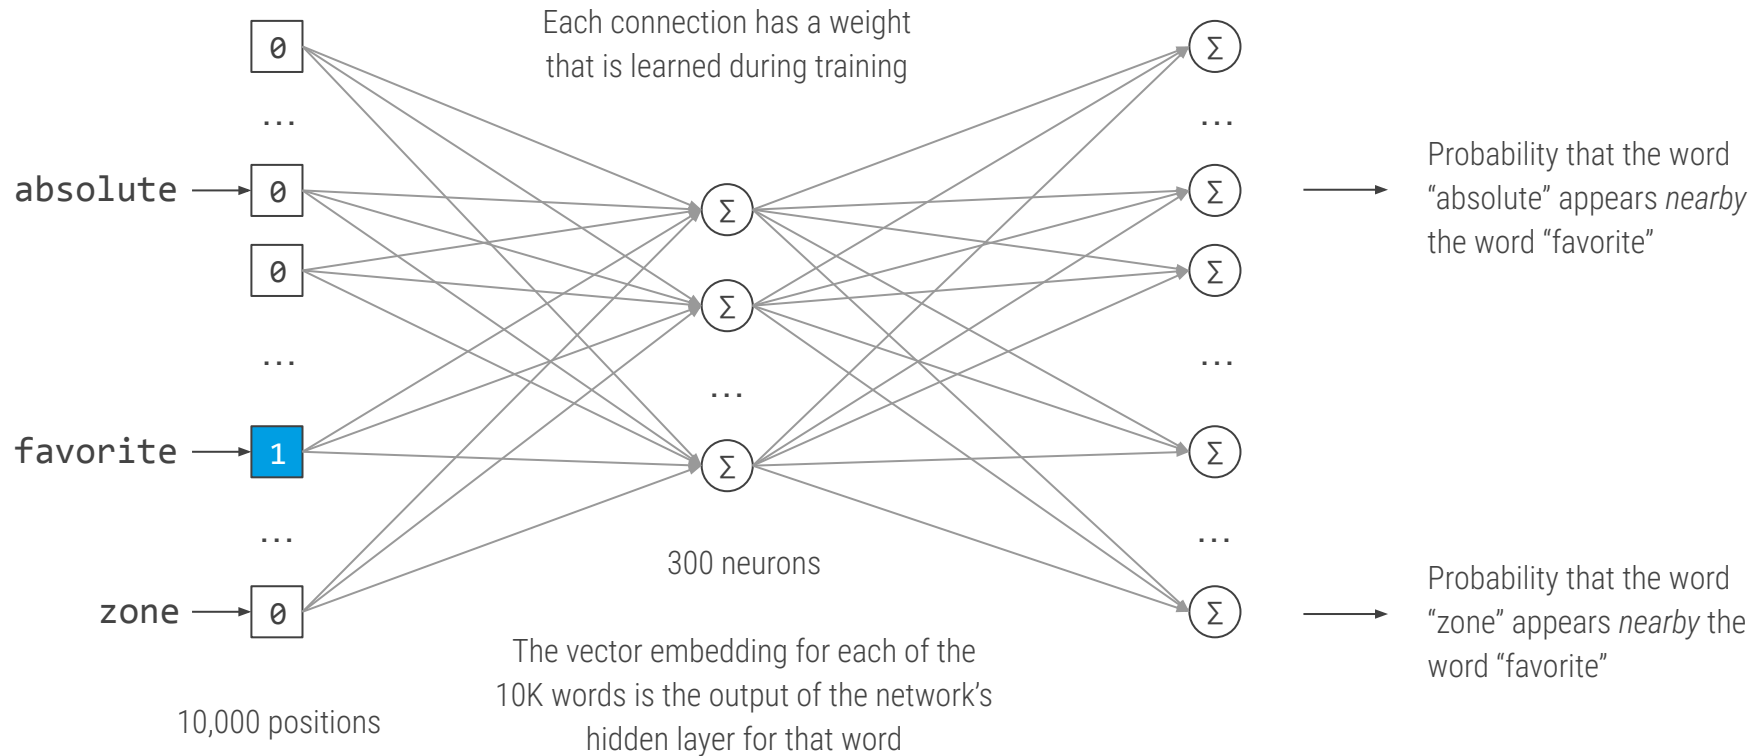 Each connection has a weight
that is learned during training
0
Σ
...
...
absolute
0
Σ
Σ
Probability that the word
“absolute” appears nearby
the word “favorite”
0
Σ
Σ
...
...
...
favorite
1
Σ
Σ
...
...
300 neurons
zone
0
Σ
Probability that the word
“zone” appears nearby the
word “favorite”
The vector embedding for each of the
10K words is the output of the network’s
hidden layer for that word
10,000 positions